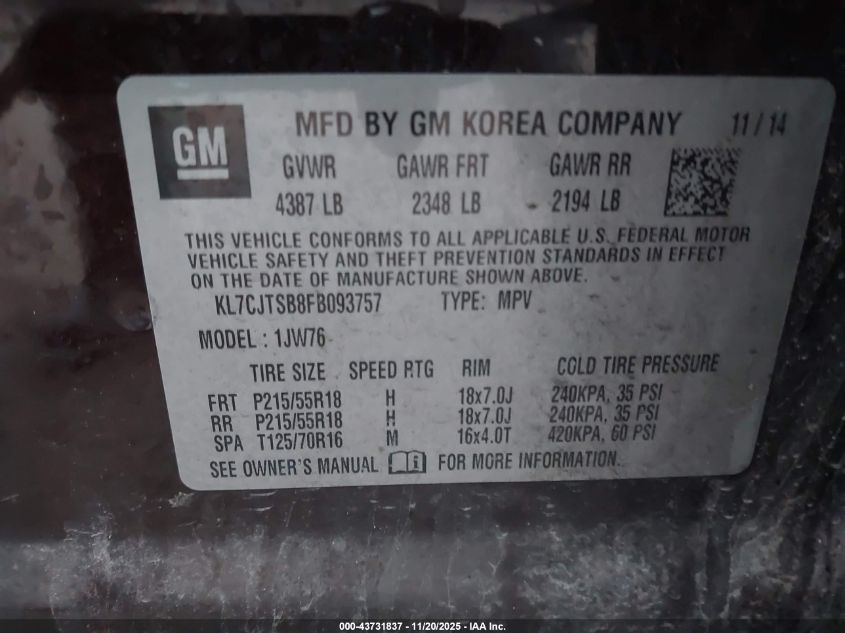 GM
MFD BY GM KOREA COMPANY 11/14
GVWR GAWR FRT GAWR RR
4387 LB 2348 LB 2194 LB
THIS VEHICLE CONFORMS TO ALL APPLICABLE U.S. FEDERAL MOTOR
VEHICLE SAFETY AND THEFT PREVENTION STANDARDS IN EFFECT
ON THE DATE OF MANUFACTURE SHOWN ABOVE.
KL7CJTSB8FB093757 TYPE: MPV
MODEL : 1JW76
TIRE SIZE SPEED RTG RIM COLD TIRE PRESSURE
FRT P215/55R18 H 18x7.0J 240KPA, 35 PSI
RR P215/55R18 H 18x7.0J 240KPA, 35 PSI
SPA T125/70R16 M 16x4.0T 420KPA, 60 PSI
SEE OWNER'S MANUAL i FOR MORE INFORMATION.
000-43731837 - 11/20/2025 - IAA Inc.